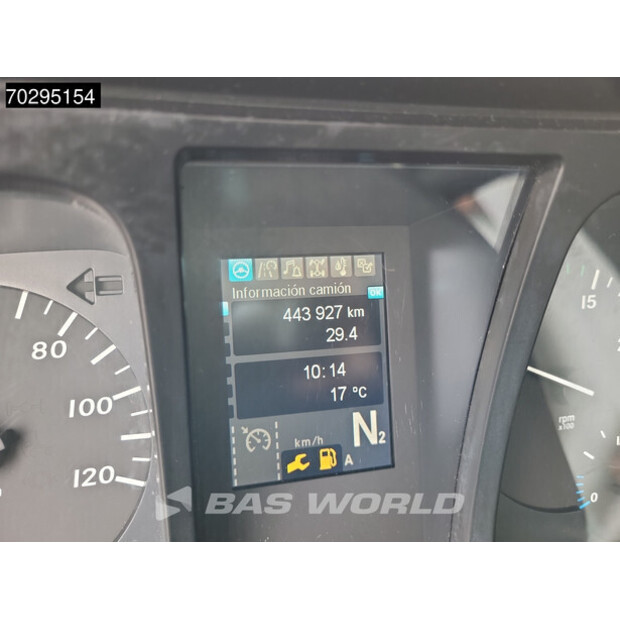 70295154
Información camión
OK
443 927 km
29.4
10:14
17 °C
N2
km/h
A
80
100
120
15
rpm
x100
0
BAS WORLD